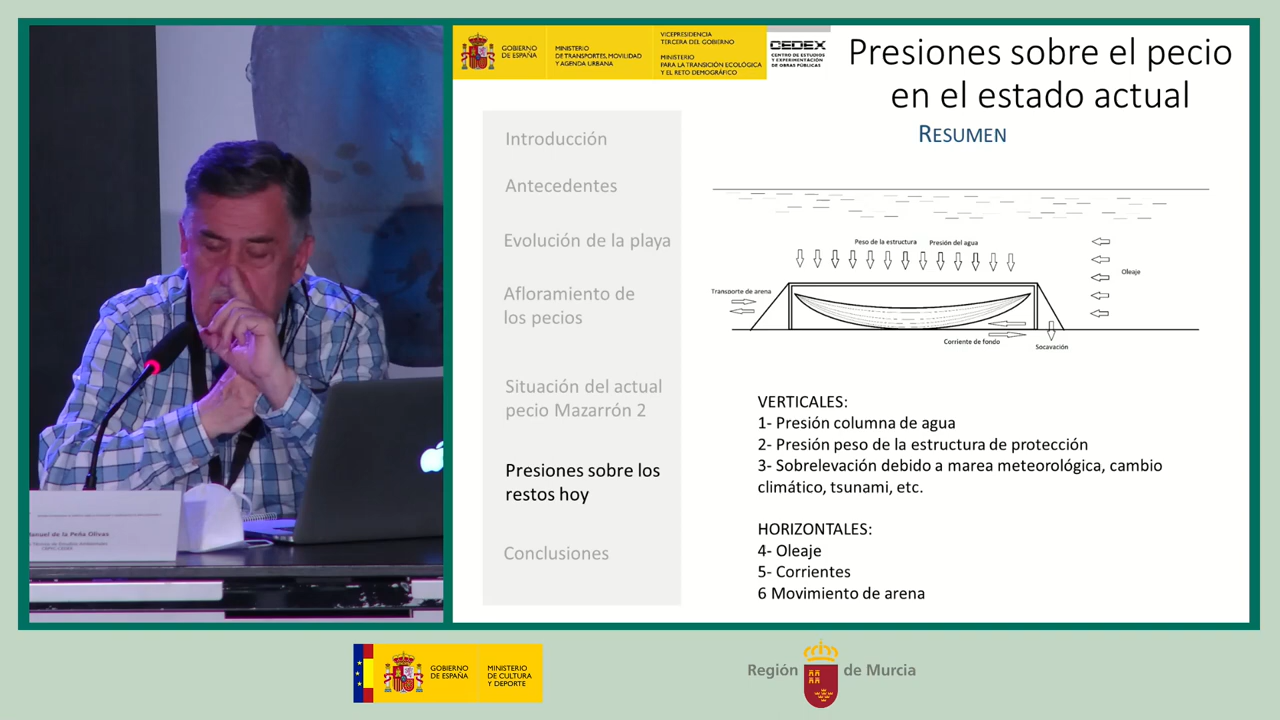 GOBIERNO
DE ESPAÑA
MINISTERIO
DE TRANSPORTES, MOVILIDAD
Y AGENDA URBANA
VICEPRESIDENCIA
TERCERA DEL GOBIERNO
MINISTERIO
PARA LA TRANSICIÓN ECOLÓGICA
Y EL RETO DEMOGRÁFICO
CEDEX
CENTRO DE ESTUDIOS
Y EXPERIMENTACIÓN
DE OBRAS PÚBLICAS
Presiones sobre el pecio
en el estado actual
RESUMEN
Introducción
Antecedentes
Evolución de la playa
Afloramiento de
los pecios
Situación del actual
pecio Mazarrón 2
Presiones sobre los
restos hoy
Conclusiones
Peso de la estructura
Presión del agua
Oleaje
Transporte de arena
Corriente de fondo
Socavación
VERTICALES:
1- Presión columna de agua
2- Presión peso de la estructura de protección
3- Sobrelevación debido a marea meteorológica, cambio
climático, tsunami, etc.
HORIZONTALES:
4- Oleaje
5- Corrientes
6 Movimiento de arena
de la Peña Olivas
GOBIERNO
DE ESPAÑA
MINISTERIO
DE CULTURA
Y DEPORTE
Región de Murcia